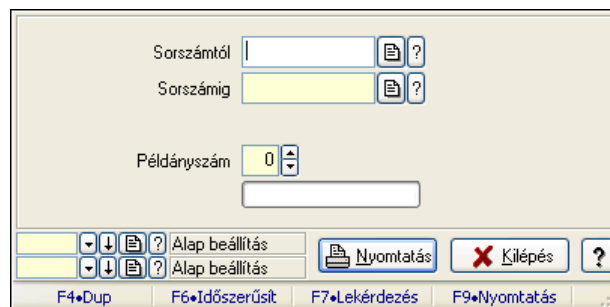 Sorszámtól ?
Sorszámig ?
Példányszám 0
? Alap beállítás
? Alap beállítás
Nyomtatás Kilépés ?
F4•Dup F6•Időszerűsít F7•Lekérdezés F9•Nyomtatás